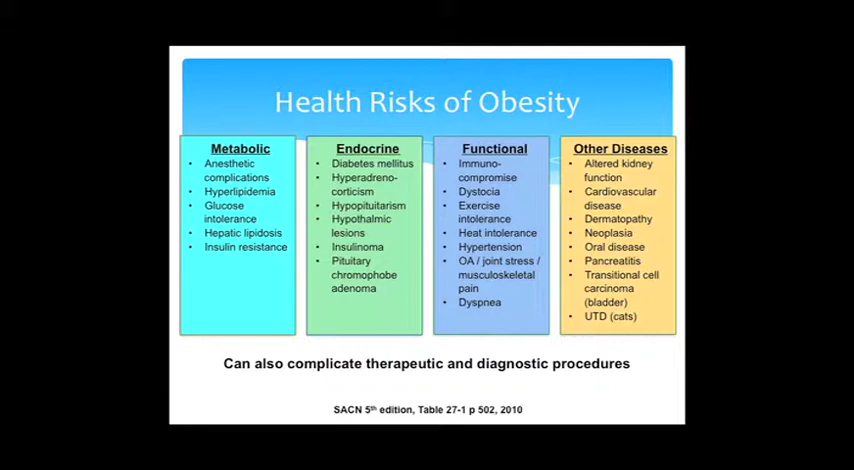 Health Risks of Obesity
Metabolic
• Anesthetic
complications
• Hyperlipidemia
• Glucose
intolerance
• Hepatic lipidosis
• Insulin resistance
Endocrine
• Diabetes mellitus
• Hyperadreno-
corticism
• Hypopituitarism
• Hypothalmic
lesions
• Insulinoma
• Pituitary
chromophobe
adenoma
Functional
• Immuno-
compromise
• Dystocia
• Exercise
intolerance
• Heat intolerance
• Hypertension
• OA / joint stress /
musculoskeletal
pain
• Dyspnea
Other Diseases
• Altered kidney
function
• Cardiovascular
disease
• Dermatopathy
• Neoplasia
• Oral disease
• Pancreatitis
• Transitional cell
carcinoma
(bladder)
• UTD (cats)
Can also complicate therapeutic and diagnostic procedures
SACN 5th edition, Table 27-1 p 502, 2010